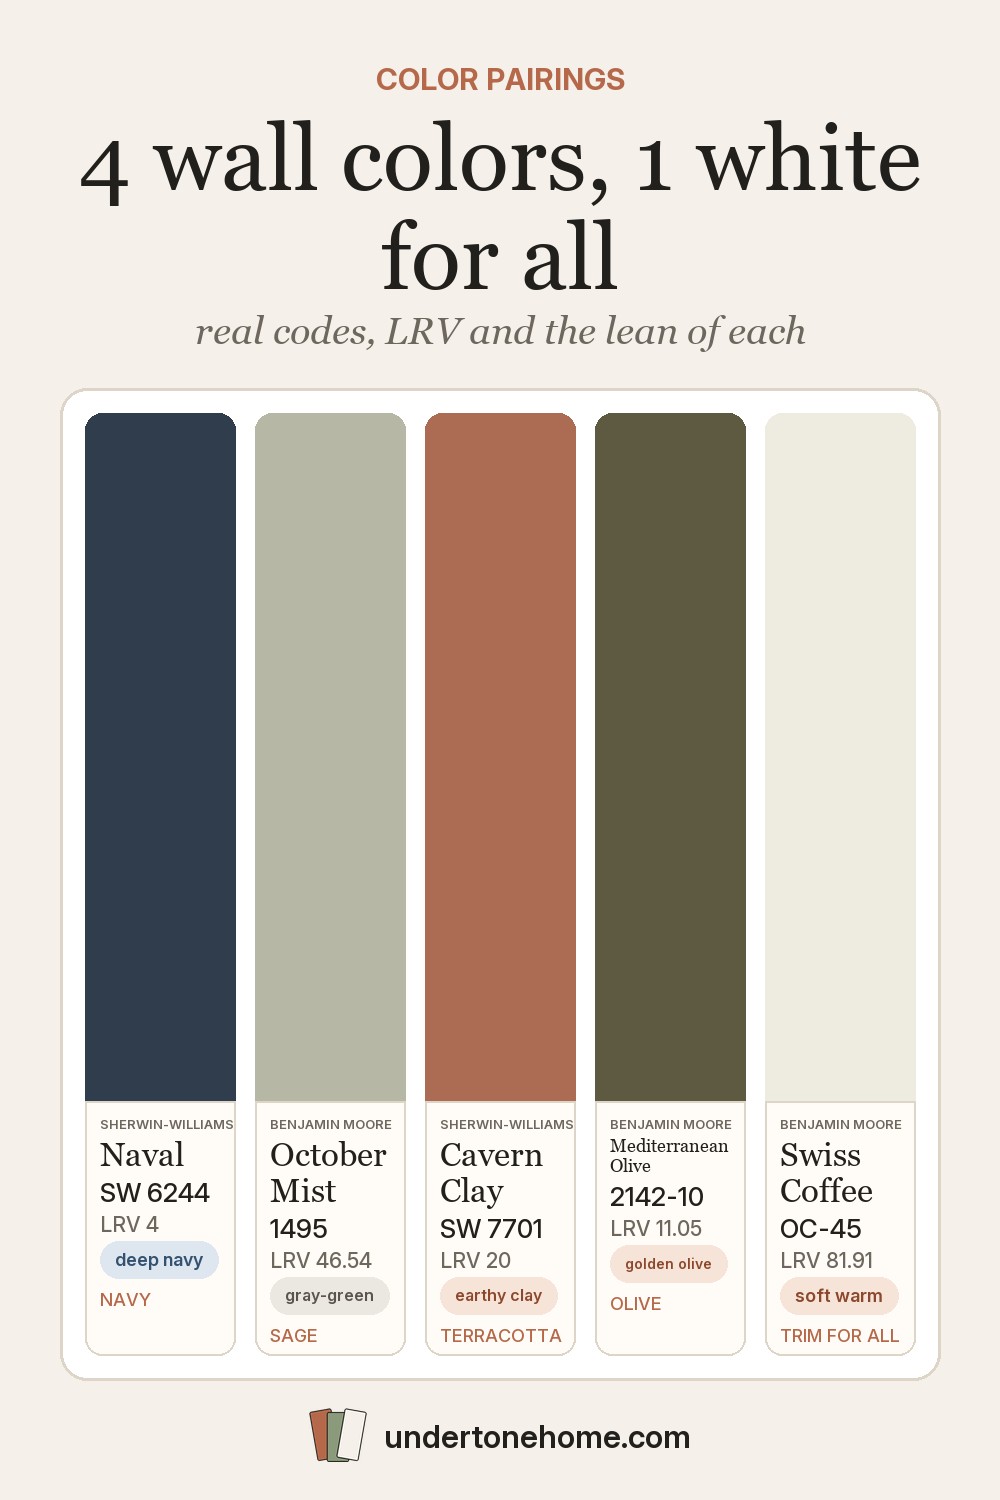 COLOR PAIRINGS
4 wall colors, 1 white
for all
real codes, LRV and the lean of each
SHERWIN-WILLIAMS
Naval
SW 6244
LRV 4
deep navy
NAVY
BENJAMIN MOORE
October
Mist
1495
LRV 46.54
gray-green
SAGE
SHERWIN-WILLIAMS
Cavern
Clay
SW 7701
LRV 20
earthy clay
TERRACOTTA
BENJAMIN MOORE
Mediterranean
Olive
2142-10
LRV 11.05
golden olive
OLIVE
BENJAMIN MOORE
Swiss
Coffee
OC-45
LRV 81.91
soft warm
TRIM FOR ALL
undertonehome.com